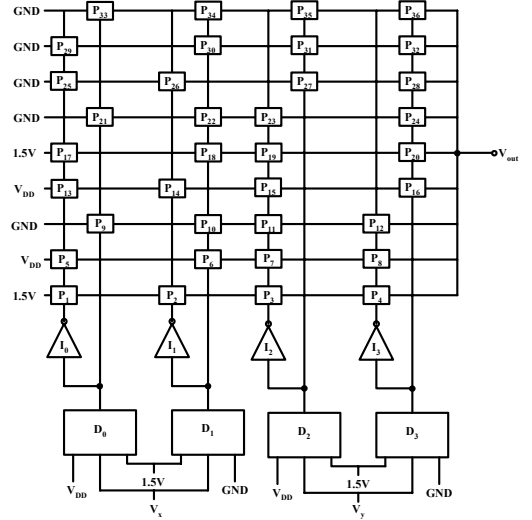 GND P33 P34 P35 P36
GND P29 P30 P31 P32
GND P25 P26 P27 P28
GND P21 P22 P23 P24
1.5V P17 P18 P19 P20 Vout
VDD P13 P14 P15 P16
GND P9 P10 P11 P12
VDD P5 P6 P7 P8
1.5V P1 P2 P3 P4
I0 I1 I2 I3
D0 D1 D2 D3
VDD 1.5V GND VDD 1.5V GND
Vx Vy